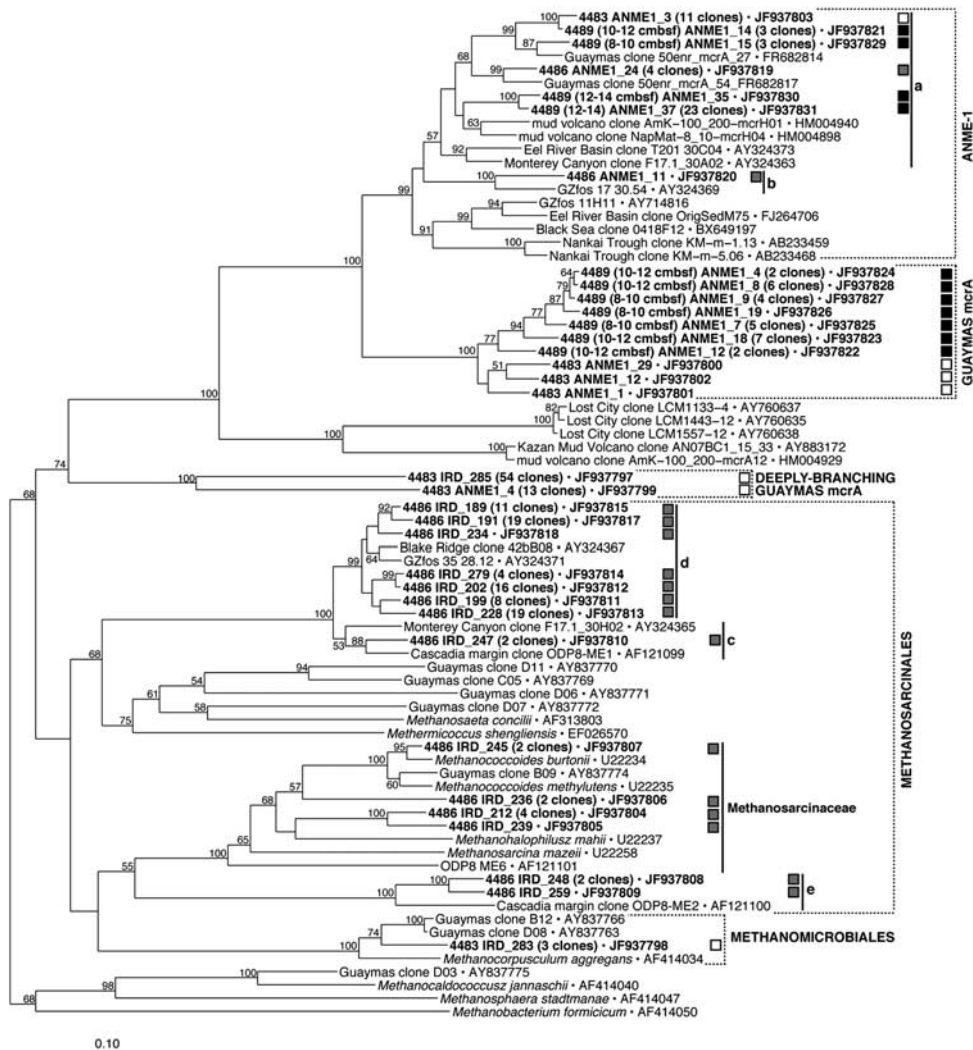 4483 ANME1_3 (11 clones) • JF937803
4489 (10-12 cmbsf) ANME1_14 (3 clones) • JF937821
4489 (8-10 cmbsf) ANME1_15 (3 clones) • JF937829
Guaymas clone 50enr_mcrA_27 • FR682814
4486 ANME1_24 (4 clones) • JF937819
Guaymas clone 50enr_mcrA_54_FR682817
4489 (12-14 cmbsf) ANME1_35 • JF937830
4489 (12-14) ANME1_37 (23 clones) • JF937831
mud volcano clone AmK-100_200-mcrH01 • HM004940
mud volcano clone NapMat-8_10-mcrH04 • HM004898
Eel River Basin clone T201_30C04 • AY324373
Monterey Canyon clone F17.1_30A02 • AY324363
4486 ANME1_11 • JF937820
GZfos 17_30.54 • AY324369
GZfos 11H11 • AY714816
Eel River Basin clone OrigSedM75 • FJ264706
Black Sea clone 0418F12 • BX649197
Nankai Trough clone KM-m-1.13 • AB233459
Nankai Trough clone KM-m-5.06 • AB233468
a
b
ANME-1
4489 (10-12 cmbsf) ANME1_4 (2 clones) • JF937824
4489 (10-12 cmbsf) ANME1_8 (6 clones) • JF937828
4489 (8-10 cmbsf) ANME1_9 (4 clones) • JF937827
4489 (8-10 cmbsf) ANME1_19 • JF937826
4489 (8-10 cmbsf) ANME1_7 (5 clones) • JF937825
4489 (10-12 cmbsf) ANME1_18 (7 clones) • JF937823
4489 (10-12 cmbsf) ANME1_12 (2 clones) • JF937822
4483 ANME1_29 • JF937800
4483 ANME1_12 • JF937802
4483 ANME1_1 • JF937801
GUAYMAS mcrA
Lost City clone LCM1133-4 • AY760637
Lost City clone LCM1443-12 • AY760635
Lost City clone LCM1557-12 • AY760638
Kazan Mud Volcano clone AN07BC1_15_33 • AY883172
mud volcano clone AmK-100_200-mcrA12 • HM004929
4483 IRD_285 (54 clones) • JF937797
4483 ANME1_4 (13 clones) • JF937799
DEEPLY-BRANCHING
GUAYMAS mcrA
4486 IRD_189 (11 clones) • JF937815
4486 IRD_191 (19 clones) • JF937817
4486 IRD_234 • JF937818
Blake Ridge clone 42bB08 • AY324367
GZfos 35_28.12 • AY324371
4486 IRD_279 (4 clones) • JF937814
4486 IRD_202 (16 clones) • JF937812
4486 IRD_199 (8 clones) • JF937811
4486 IRD_228 (19 clones) • JF937813
Monterey Canyon clone F17.1_30H02 • AY324365
4486 IRD_247 (2 clones) • JF937810
Cascadia margin clone ODP8-ME1 • AF121099
d
c
Guaymas clone D11 • AY837770
Guaymas clone C05 • AY837769
Guaymas clone D06 • AY837771
Guaymas clone D07 • AY837772
Methanosaeta concilii • AF313803
Methermicoccus shengliensis • EF026570
4486 IRD_245 (2 clones) • JF937807
Methanococcoides burtonii • U22234
Guaymas clone B09 • AY837774
Methanococcoides methylutens • U22235
4486 IRD_236 (2 clones) • JF937806
4486 IRD_212 (4 clones) • JF937804
4486 IRD_239 • JF937805
Methanohalophilusz mahii • U22237
Methanosarcina mazeii • U22258
ODP8 ME6 • AF121101
Methanosarcinaceae
4486 IRD_248 (2 clones) • JF937808
4486 IRD_259 • JF937809
Cascadia margin clone ODP8-ME2 • AF121100
e
METHANOSARCINALES
Guaymas clone B12 • AY837766
Guaymas clone D08 • AY837763
4483 IRD_283 (3 clones) • JF937798
Methanocorpusculum aggregans • AF414034
METHANOMICROBIALES
Guaymas clone D03 • AY837775
Methanocaldococcusz jannaschii • AF414040
Methanosphaera stadtmanae • AF414047
Methanobacterium formicicum • AF414050
100
68
87
99
100
63
57
92
100
99
94
99
91
100
100
64
79
87
77
94
77
100
51
100
82
100
100
100
74
100
68
92
99
64
99
100
88
53
68
94
54
61
58
75
95
60
57
68
100
65
100
55
100
100
100
74
100
100
98
68
0.10